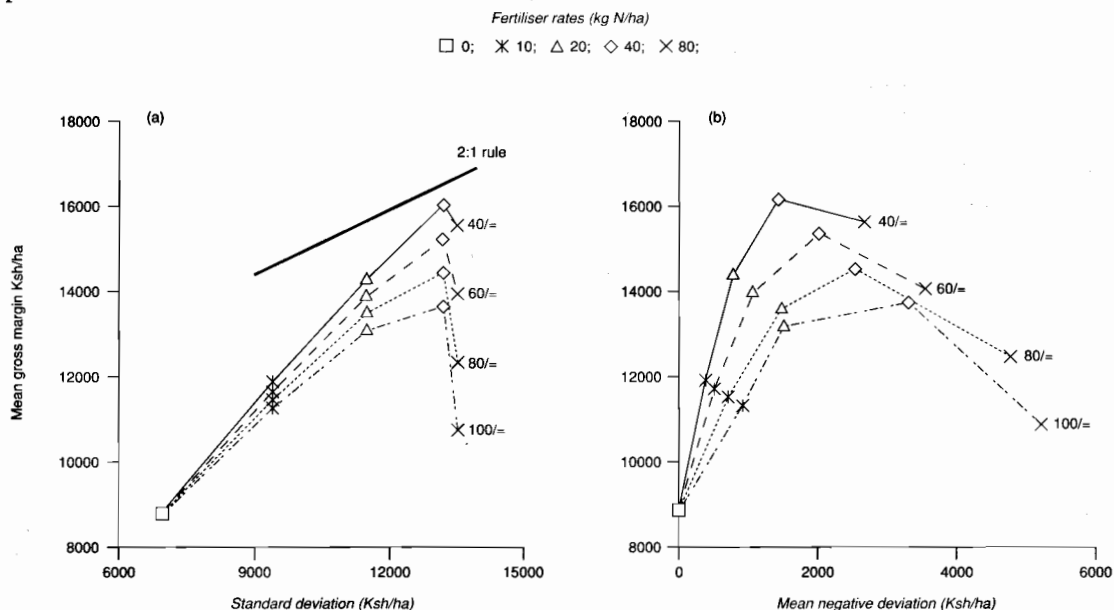 Fertiliser rates (kg N/ha)
0; 10; 20; 40; 80;
(a)
18000
16000
14000
12000
10000
8000
Mean gross margin Ksh/ha
2:1 rule
40/=
60/=
80/=
100/=
6000 9000 12000 15000
Standard deviation (Ksh/ha)
(b)
18000
16000
14000
12000
10000
8000
40/=
60/=
80/=
100/=
0 2000 4000 6000
Mean negative deviation (Ksh/ha)